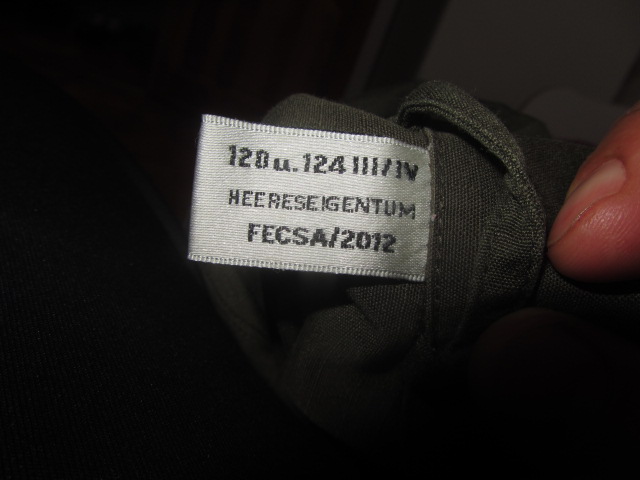 120 u. 124 III/IV
HEERESEIGENTUM
FECSA/2012